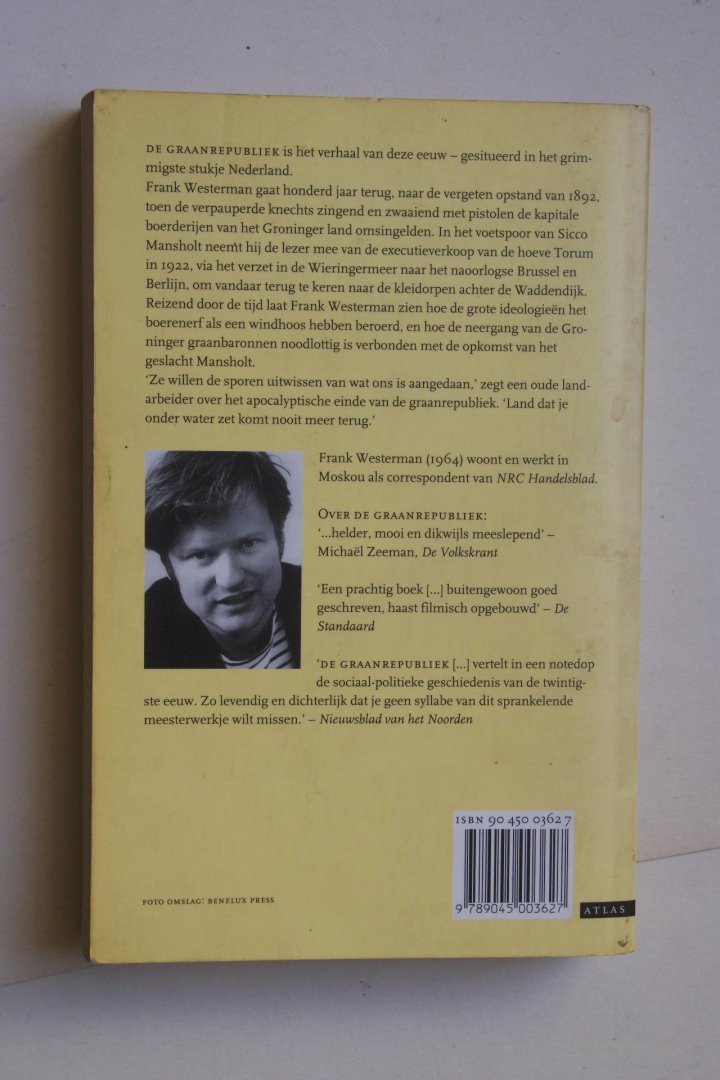 DE GRAANREPUBLIEK is het verhaal van deze eeuw – gesitueerd in het grim-
migste stukje Nederland.
Frank Westerman gaat honderd jaar terug, naar de vergeten opstand van 1892,
toen de verpauperde knechts zingend en zwaaiend met pistolen de kapitale
boerderijen van het Groninger land omsingelden. In het voetspoor van Sicco
Mansholt neemt hij de lezer mee van de executieverkoop van de hoeve Torum
in 1922, via het verzet in de Wieringermeer naar het naoorlogse Brussel en
Berlijn, om vandaar terug te keren naar de kleidorpen achter de Waddendijk.
Reizend door de tijd laat Frank Westerman zien hoe de grote ideologieën het
boerenerf als een windhoos hebben beroerd, en hoe de neergang van de Gro-
ninger graanbaronnen noodlottig is verbonden met de opkomst van het
geslacht Mansholt.
‘Ze willen de sporen uitwissen van wat ons is aangedaan,’ zegt een oude land-
arbeider over het apocalyptische einde van de graanrepubliek. ‘Land dat je
onder water zet komt nooit meer terug.’
Frank Westerman (1964) woont en werkt in
Moskou als correspondent van NRC Handelsblad.
OVER DE GRAANREPUBLIEK:
‘...helder, mooi en dikwijls meeslepend’ –
Michaël Zeeman, De Volkskrant
‘Een prachtig boek [...] buitengewoon goed
geschreven, haast filmisch opgebouwd’ – De
Standaard
‘DE GRAANREPUBLIEK [...] vertelt in een notedop
de sociaal-politieke geschiedenis van de twintig-
ste eeuw. Zo levendig en dichterlijk dat je geen syllabe van dit sprankelende
meesterwerkje wilt missen.’ – Nieuwsblad van het Noorden
ISBN 90 450 0362 7
9 789045 003627
FOTO OMSLAG: BENELUX PRESS
ATLAS